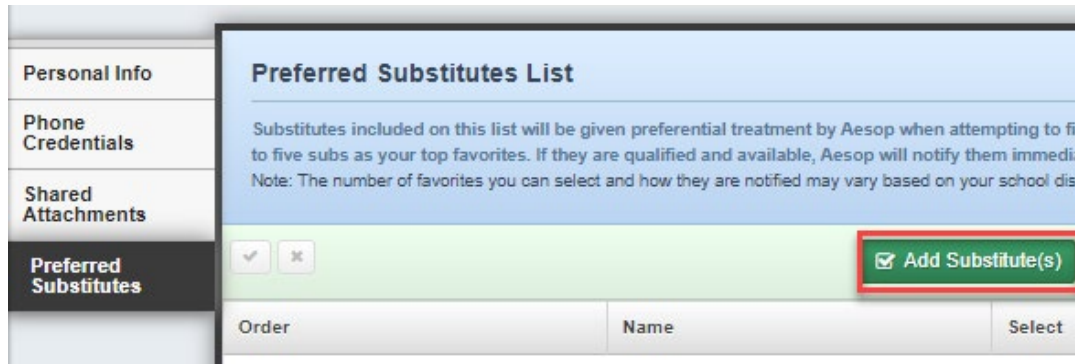 Personal Info
Phone
Credentials
Shared
Attachments
Preferred
Substitutes
Preferred Substitutes List
Substitutes included on this list will be given preferential treatment by Aesop when attempting to
to five subs as your top favorites. If they are qualified and available, Aesop will notify them
Note: The number of favorites you can select and how they are notified may vary based on your school
Add Substitute(s)
Order
Name
Select